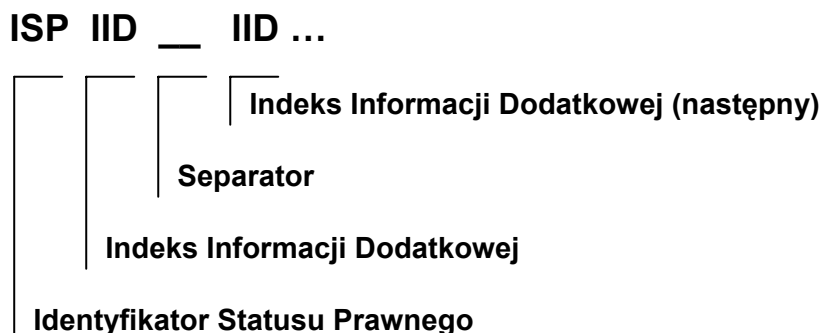 ISP IID __ IID …
Indeks Informacji Dodatkowej (następny)
Separator
Indeks Informacji Dodatkowej
Identyfikator Statusu Prawnego